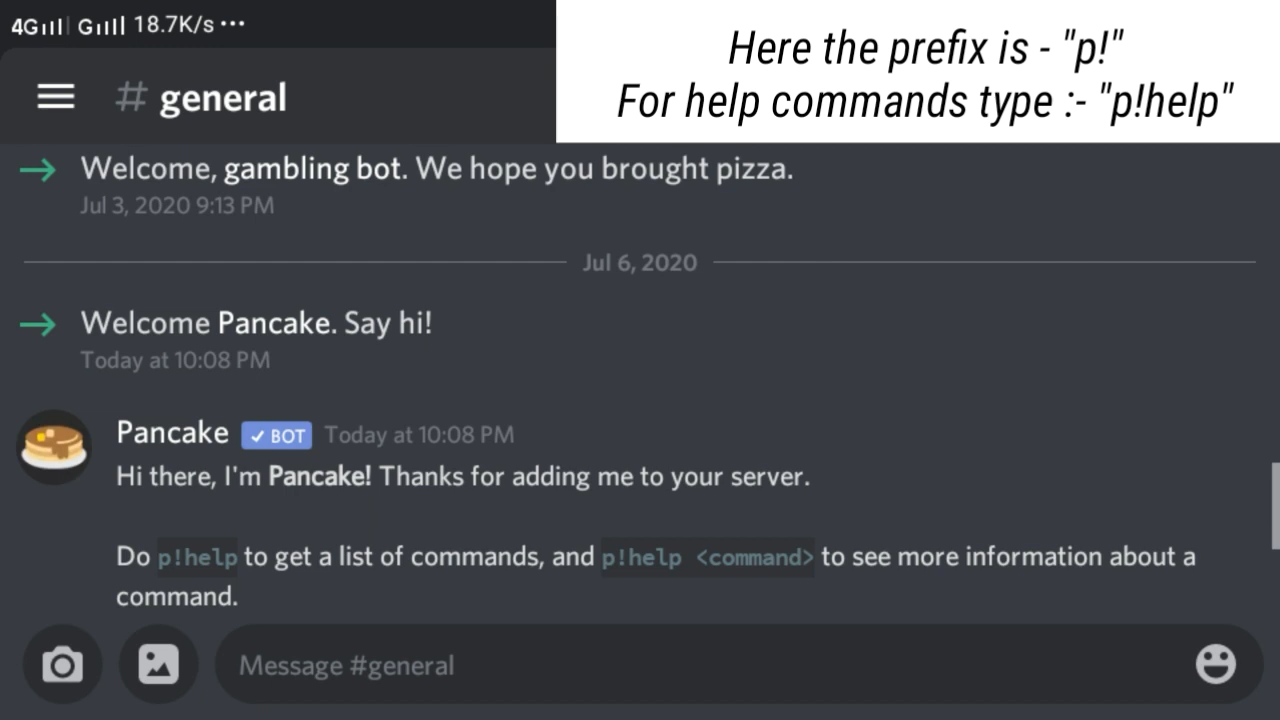 4G G 18.7K/s ...
Here the prefix is - "p!"
For help commands type :- "p!help"
# general
Welcome, gambling bot. We hope you brought pizza.
Jul 3, 2020 9:13 PM
Jul 6, 2020
Welcome Pancake. Say hi!
Today at 10:08 PM
Pancake ✓ BOT Today at 10:08 PM
Hi there, I'm Pancake! Thanks for adding me to your server.
Do p!help to get a list of commands, and p!help <command> to see more information about a
command.
Message #general